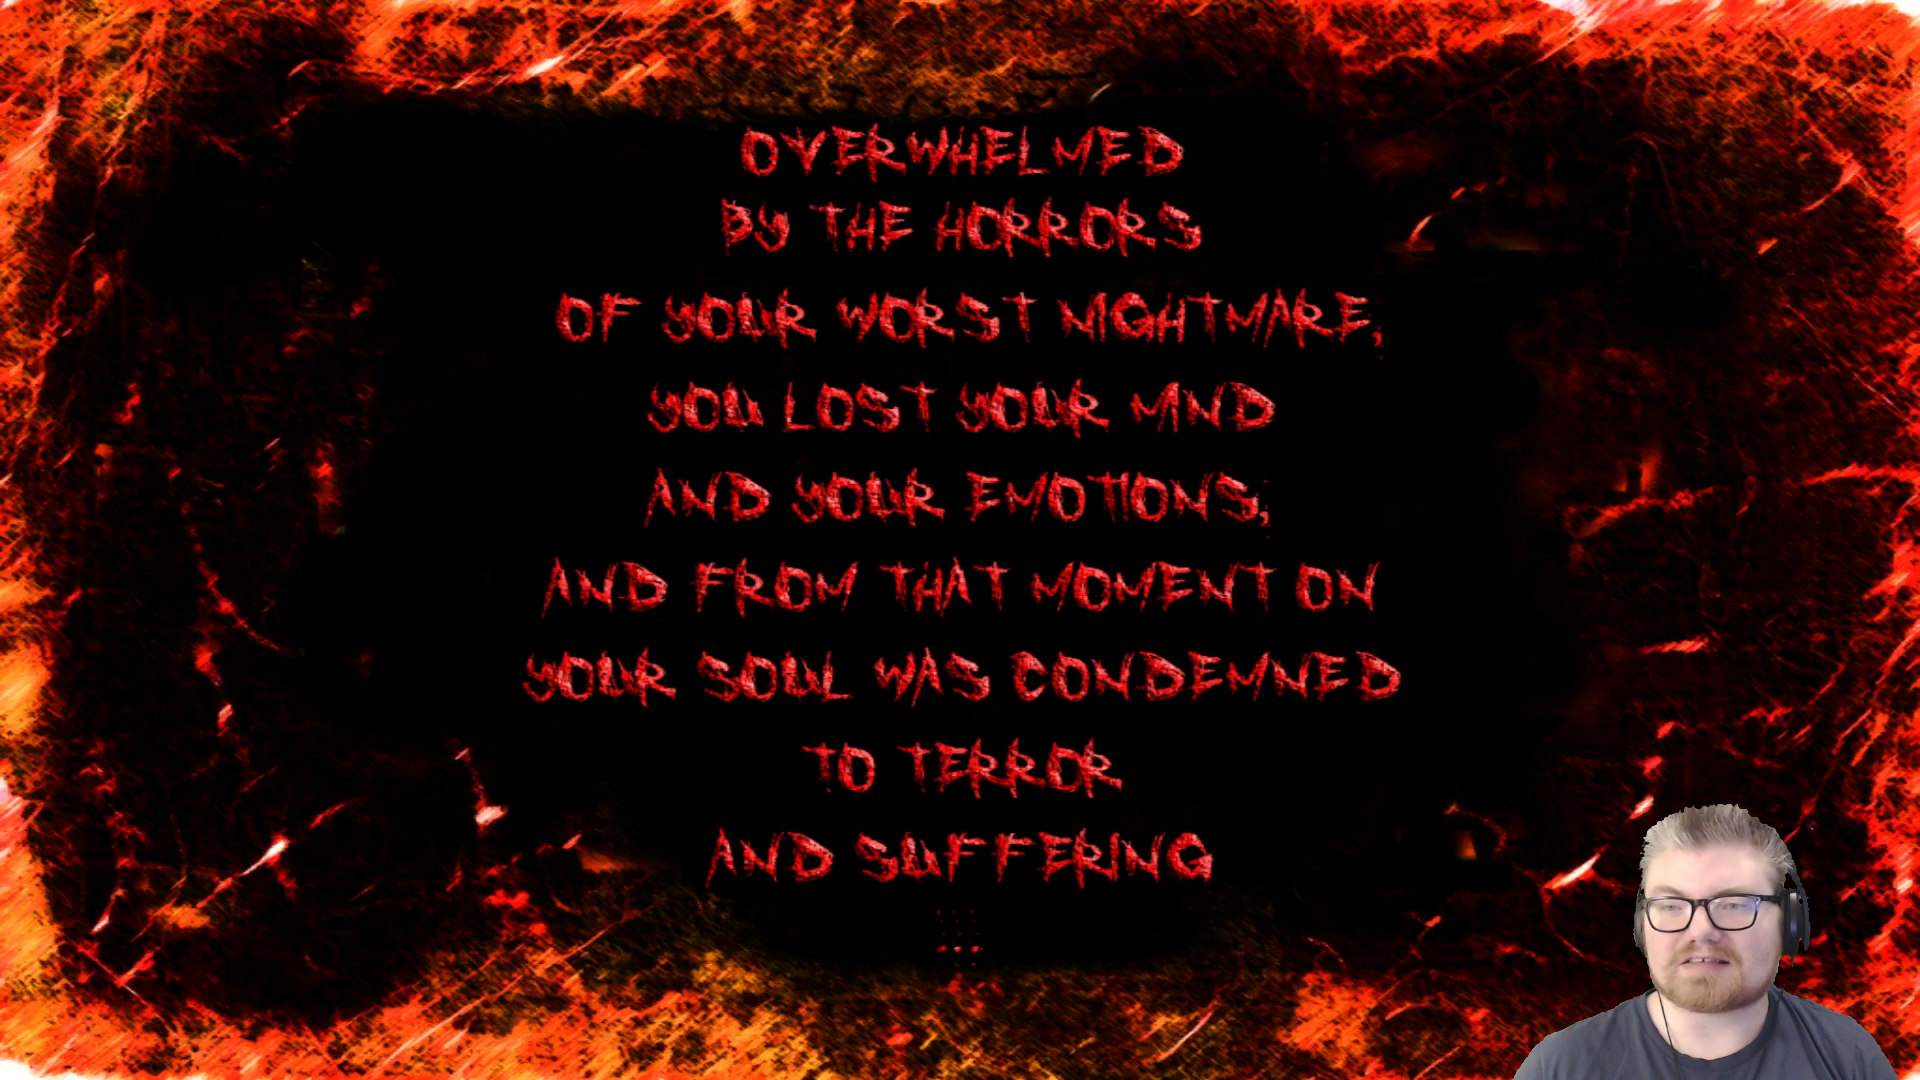 OVERWHELMED
BY THE HORRORS
OF YOUR WORST NIGHTMARE,
YOU LOST YOUR MIND
AND YOUR EMOTIONS,
AND FROM THAT MOMENT ON
YOUR SOUL WAS CONDEMNED
TO TERROR
AND SUFFERING
...